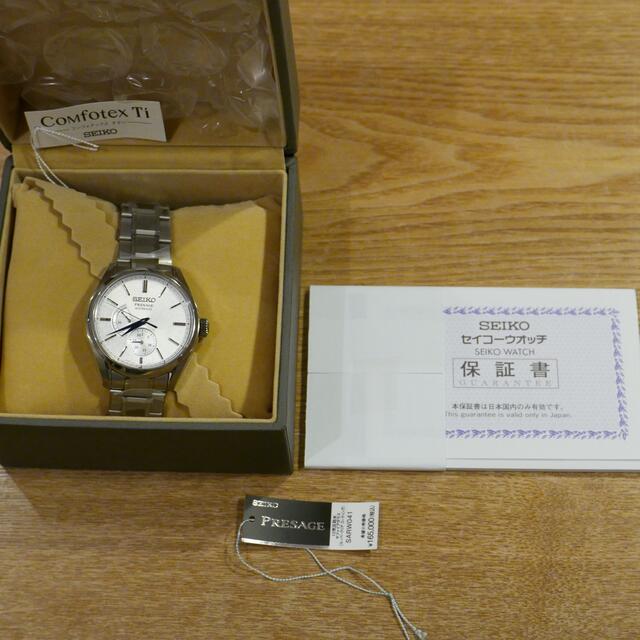 COMFOTEX Ti
SEIKO
SEIKO
PRESAGE
SEIKO
セイコーウオッチ
SEIKO WATCH
保証書
GUARANTEE
本保証書は日本国内のみ有効です。
This guarantee is valid only in Japan.
SEIKO
PRESAGE
SARW041
¥165,000(税込)